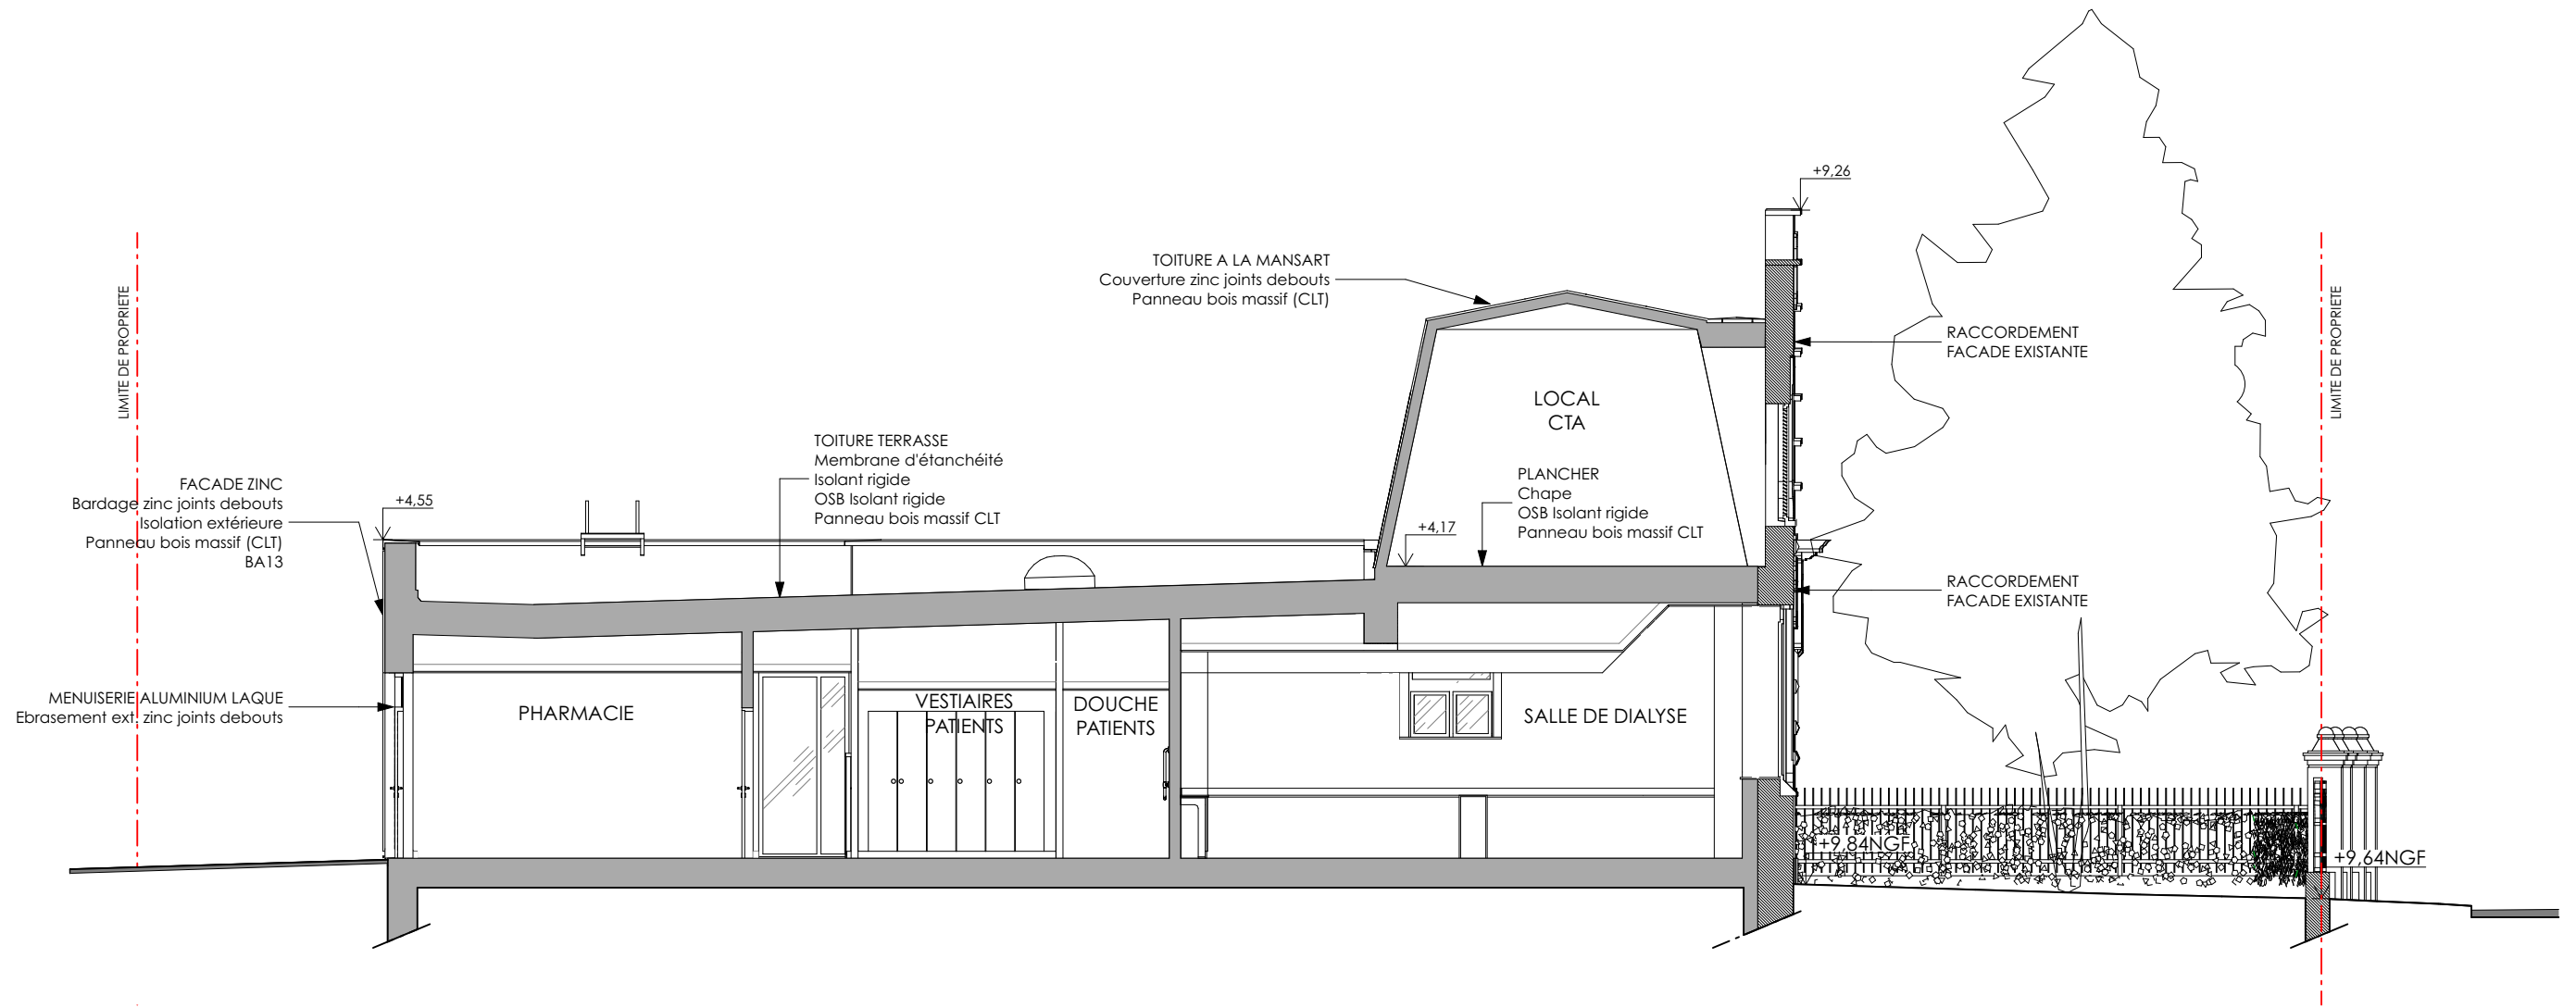 +9,26
TOITURE A LA MANSART
Couverture zinc joints debouts
Panneau bois massif (CLT)
LIMITE DE PROPRIETE
LIMITE DE PROPRIETE
RACCORDEMENT
FACADE EXISTANTE
LOCAL
CTA
TOITURE TERRASSE
Membrane d'étanchéité
Isolant rigide
OSB Isolant rigide
Panneau bois massif CLT
PLANCHER
Chape
OSB Isolant rigide
Panneau bois massif CLT
FACADE ZINC
Bardage zinc joints debouts
Isolation extérieure
Panneau bois massif (CLT)
BA13
+4,55
+4,17
RACCORDEMENT
FACADE EXISTANTE
MENUISERIE ALUMINIUM LAQUE
Ebrasement ext. zinc joints debouts
PHARMACIE
VESTIAIRES
PATIENTS
DOUCHE
PATIENTS
SALLE DE DIALYSE
+9,84NGF
+9,64NGF